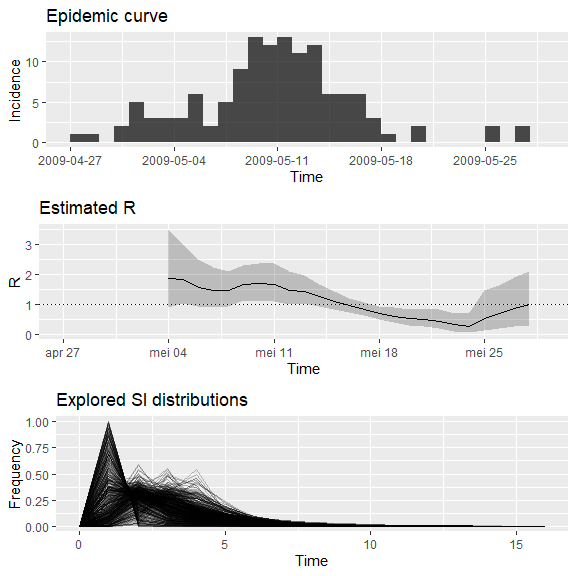 Epidemic curve
10
5
0
Incidence
2009-04-27 2009-05-04 2009-05-11 2009-05-18 2009-05-25
Time
Estimated R
3
2
1
0
R
apr 27 mei 04 mei 11 mei 18 mei 25
Time
Explored SI distributions
1.00
0.75
0.50
0.25
0.00
Frequency
0 5 10 15
Time